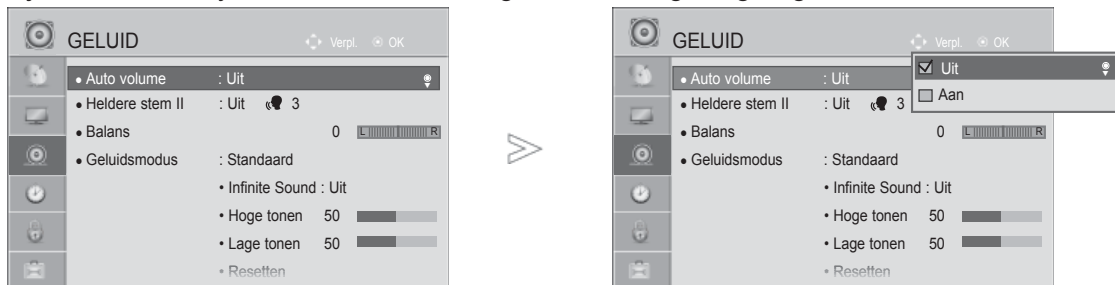 GELUID
Verpl. OK
• Auto volume : Uit
• Heldere stem II : Uit 3
• Balans 0 L R
• Geluidsmodus : Standaard
• Infinite Sound : Uit
• Hoge tonen 50
• Lage tonen 50
• Resetten
GELUID
Verpl. OK
• Auto volume : Uit
Uit
Aan
• Heldere stem II : Uit 3
• Balans 0 L R
• Geluidsmodus : Standaard
• Infinite Sound : Uit
• Hoge tonen 50
• Lage tonen 50
• Resetten